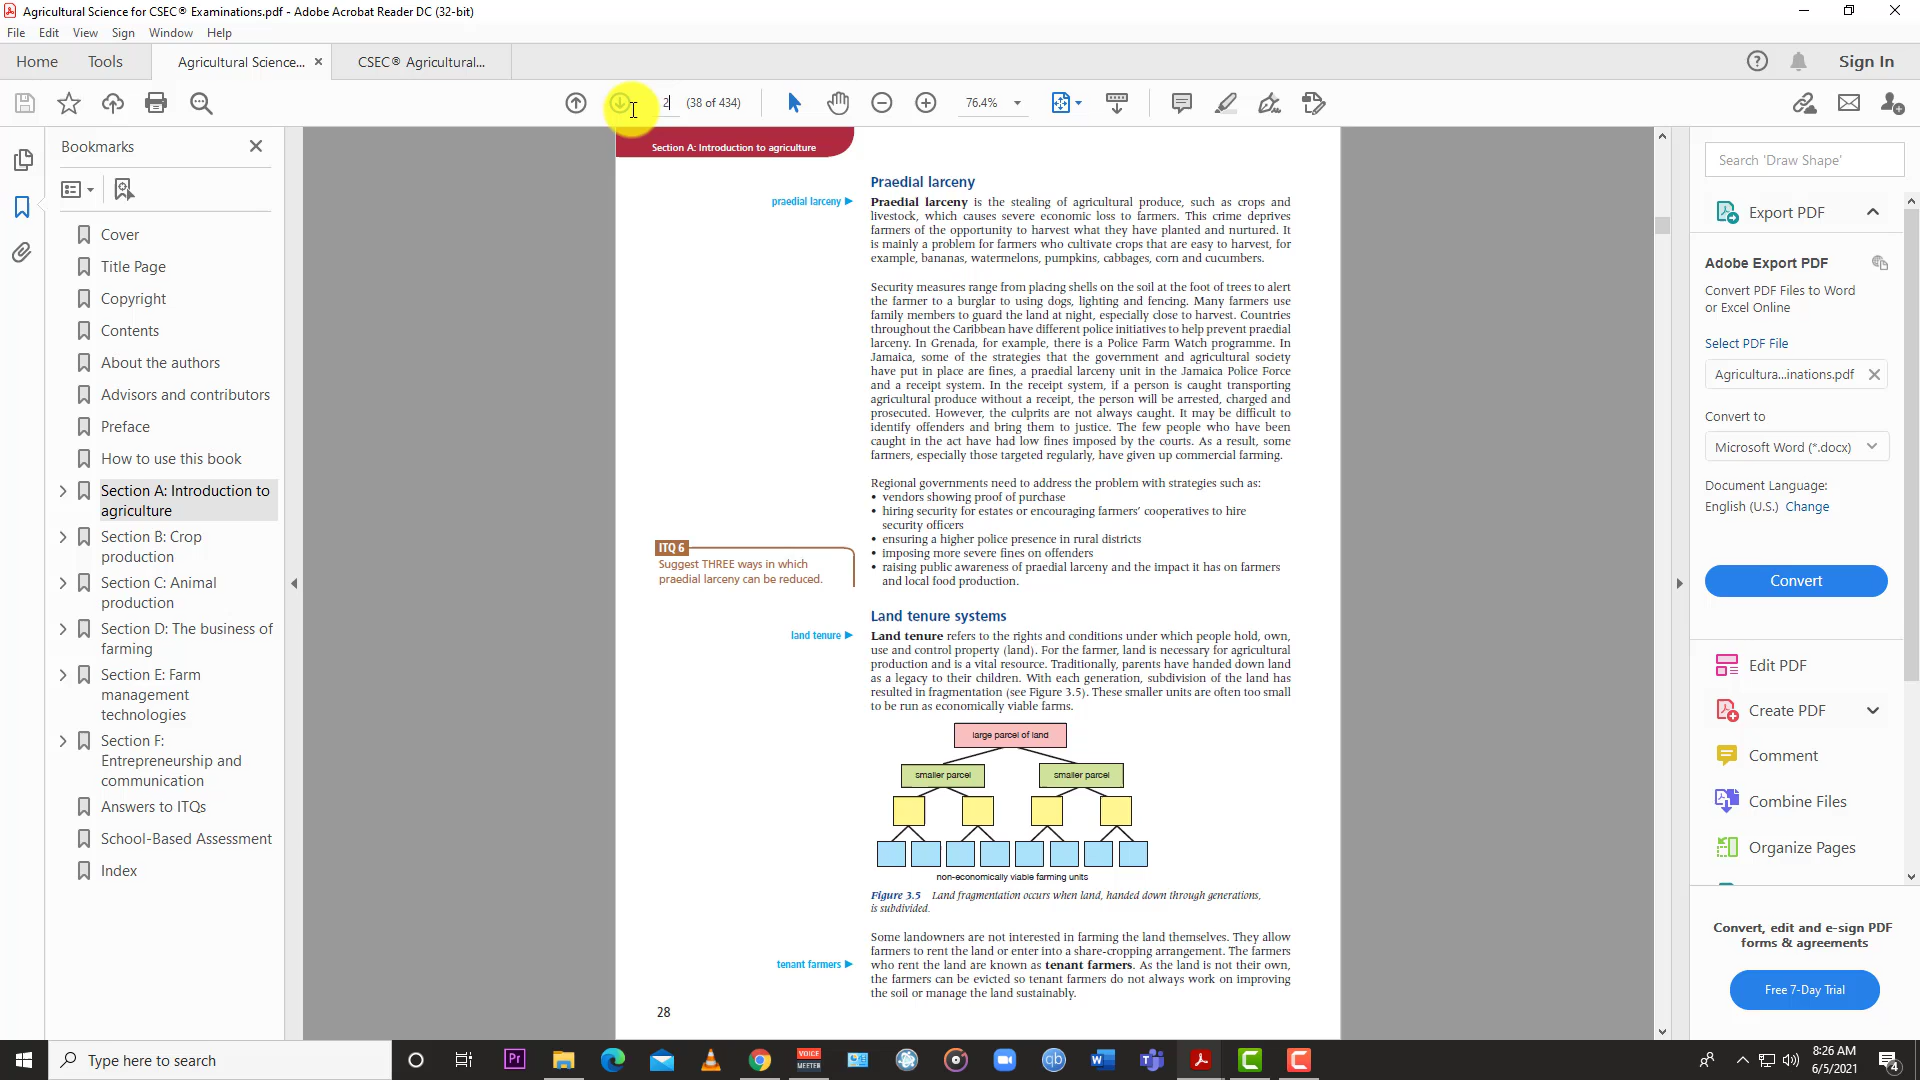 Agricultural Science for CSEC® Examinations.pdf - Adobe Acrobat Reader DC (32-bit)
File Edit View Sign Window Help
Home Tools Agricultural Science... × CSEC® Agricultural... Sign In
2 (38 of 434) 76.4%
Bookmarks
Cover
Title Page
Copyright
Contents
About the authors
Advisors and contributors
Preface
How to use this book
Section A: Introduction to
agriculture
Section B: Crop
production
Section C: Animal
production
Section D: The business of
farming
Section E: Farm
management
technologies
Section F:
Entrepreneurship and
communication
Answers to ITQs
School-Based Assessment
Index
Section A: Introduction to agriculture
Praedial larceny
praedial larceny
Praedial larceny is the stealing of agricultural produce, such as crops and
livestock, which causes severe economic loss to farmers. This crime deprives
farmers of the opportunity to harvest what they have planted and nurtured. It
is mainly a problem for farmers who cultivate crops that are easy to harvest, for
example, bananas, watermelons, pumpkins, cabbages, corn and cucumbers.
Security measures range from placing shells on the soil at the foot of trees to alert
the farmer to a burglar to using dogs, lighting and fencing. Many farmers use
family members to guard the land at night, especially close to harvest. Countries
throughout the Caribbean have different police initiatives to help prevent praedial
larceny. In Grenada, for example, there is a Police Farm Watch programme. In
Jamaica, some of the strategies that the government and agricultural society
have put in place are fines, a praedial larceny unit in the Jamaica Police Force
and a receipt system. In the receipt system, if a person is caught transporting
agricultural produce without a receipt, the person will be arrested, charged and
prosecuted. However, the culprits are not always caught. It may be difficult to
identify offenders and bring them to justice. The few people who have been
caught in the act have had low fines imposed by the courts. As a result, some
farmers, especially those targeted regularly, have given up commercial farming.
Regional governments need to address the problem with strategies such as:
• vendors showing proof of purchase
• hiring security for estates or encouraging farmers' cooperatives to hire
security officers
• ensuring a higher police presence in rural districts
• imposing more severe fines on offenders
• raising public awareness of praedial larceny and the impact it has on farmers
and local food production.
ITQ 6
Suggest THREE ways in which
praedial larceny can be reduced.
Land tenure systems
land tenure
Land tenure refers to the rights and conditions under which people hold, own,
use and control property (land). For the farmer, land is necessary for agricultural
production and is a vital resource. Traditionally, parents have handed down land
as a legacy to their children. With each generation, subdivision of the land has
resulted in fragmentation (see Figure 3.5). These smaller units are often too small
to be run as economically viable farms.
large parcel of land
smaller parcel smaller parcel
non-economically viable farming units
Figure 3.5 Land fragmentation occurs when land, handed down through generations,
is subdivided.
Some landowners are not interested in farming the land themselves. They allow
farmers to rent the land or enter into a share-cropping arrangement. The farmers
tenant farmers
who rent the land are known as tenant farmers. As the land is not their own,
the farmers can be evicted so tenant farmers do not always work on improving
the soil or manage the land sustainably.
28
Search 'Draw Shape'
Export PDF
Adobe Export PDF
Convert PDF Files to Word
or Excel Online
Select PDF File
Agricultura...inations.pdf
Convert to
Microsoft Word (*.docx)
Document Language:
English (U.S.) Change
Convert
Edit PDF
Create PDF
Comment
Combine Files
Organize Pages
Convert, edit and e-sign PDF
forms & agreements
Free 7-Day Trial
Type here to search
Pr
VOICE
MEETER
qb
8:26 AM
6/5/2021
4